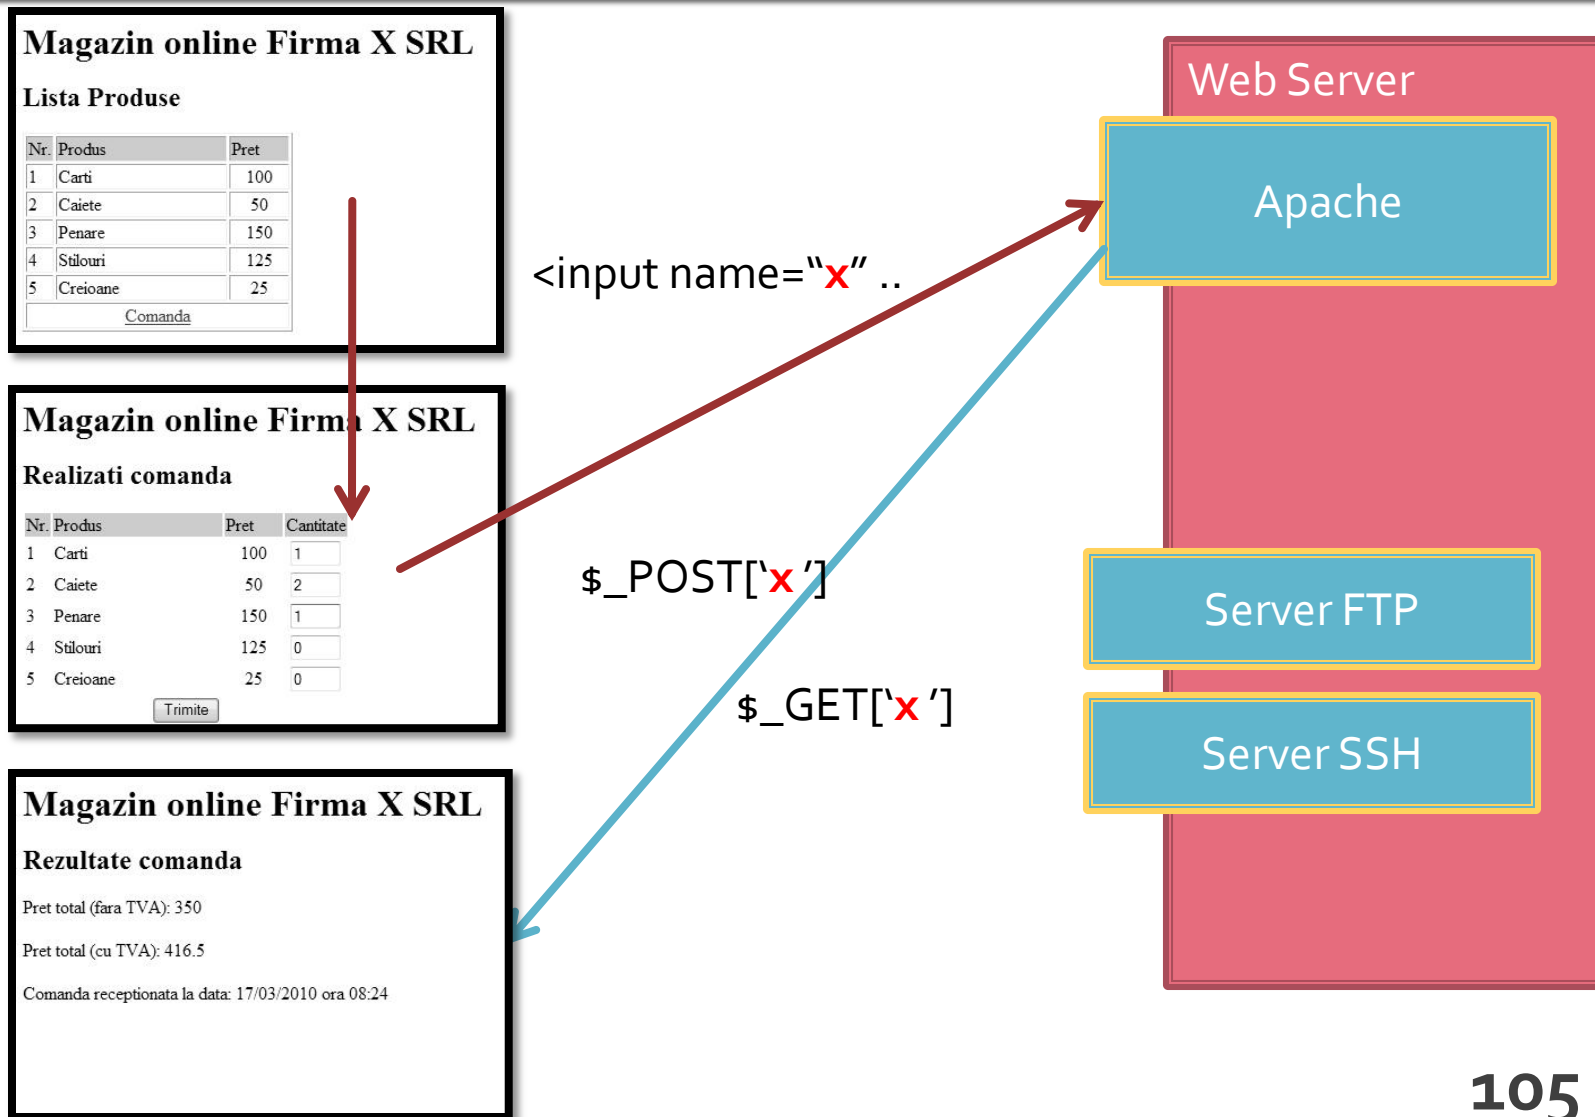 Magazin online Firma X SRL
Lista Produse
Nr. Produs Pret
1 Carti 100
2 Caiete 50
3 Penare 150
4 Stilouri 125
5 Creioane 25
Comanda
Magazin online Firma X SRL
Realizati comanda
Nr. Produs Pret Cantitate
1 Carti 100 1
2 Caiete 50 2
3 Penare 150 1
4 Stilouri 125 0
5 Creioane 25 0
Trimite
Magazin online Firma X SRL
Rezultate comanda
Pret total (fara TVA): 350
Pret total (cu TVA): 416.5
Comanda receptionata la data: 17/03/2010 ora 08:24
<input name=“x” ..
$_POST[‘x ’]
$_GET[‘x ’]
Web Server
Apache
Server FTP
Server SSH
105